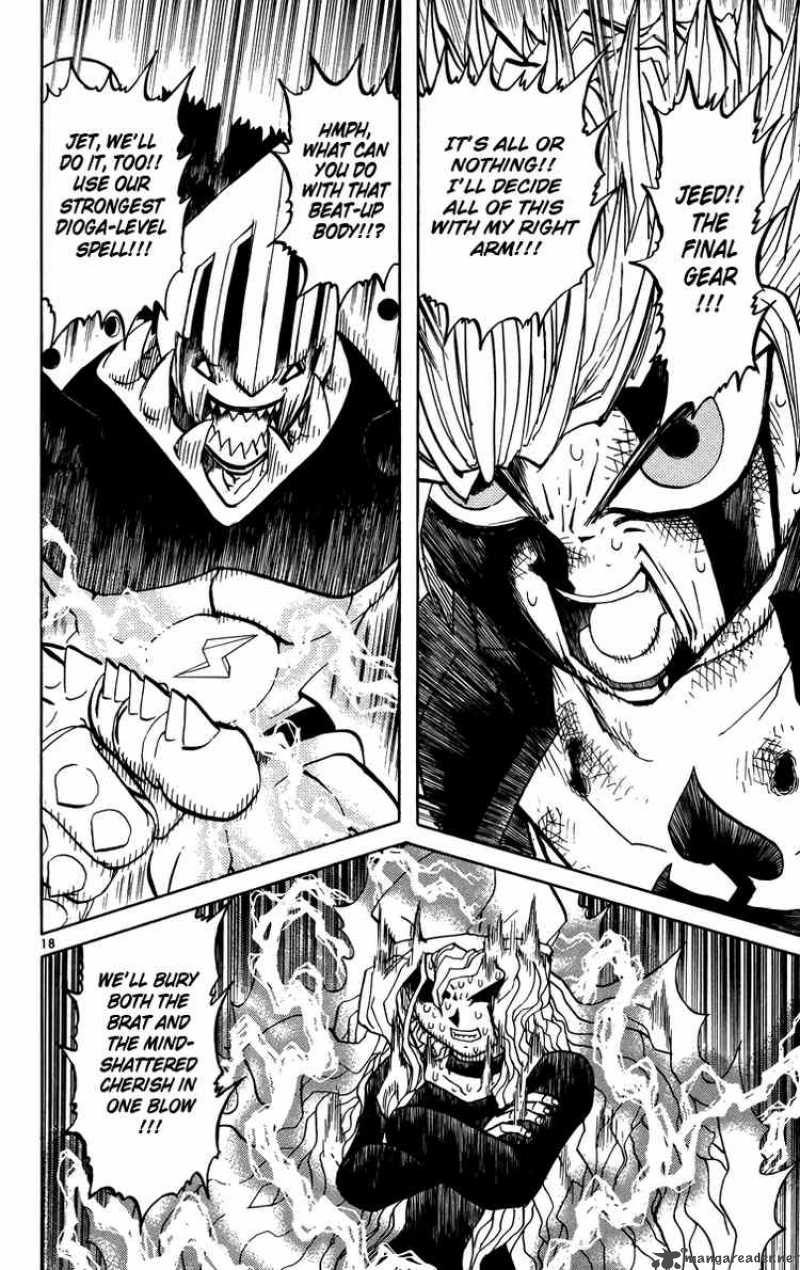 JEED!!
THE
FINAL
GEAR
!!!
IT'S ALL OR
NOTHING!!
I'LL DECIDE
ALL OF THIS
WITH MY RIGHT
ARM!!!
HMPH,
WHAT CAN
YOU DO
WITH THAT
BEAT-UP
BODY!!?
JET, WE'LL
DO IT, TOO!!
USE OUR
STRONGEST
DIOGA-LEVEL
SPELL!!!
18
WE'LL BURY
BOTH THE
BRAT AND
THE MIND-
SHATTERED
CHERISH IN
ONE BLOW
!!!
mangareader.net